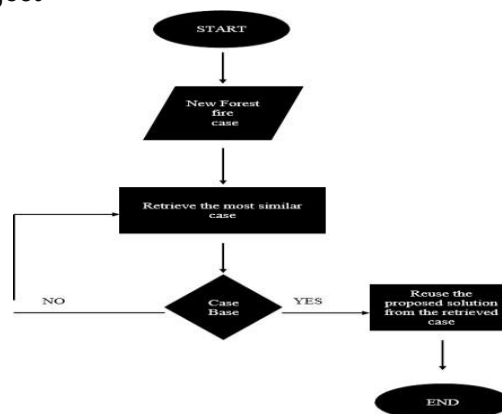 START
New Forest
fire
case
Retrieve the most similar
case
Case
Base
NO
YES
Reuse the
proposed solution
from the retrieved
case
END